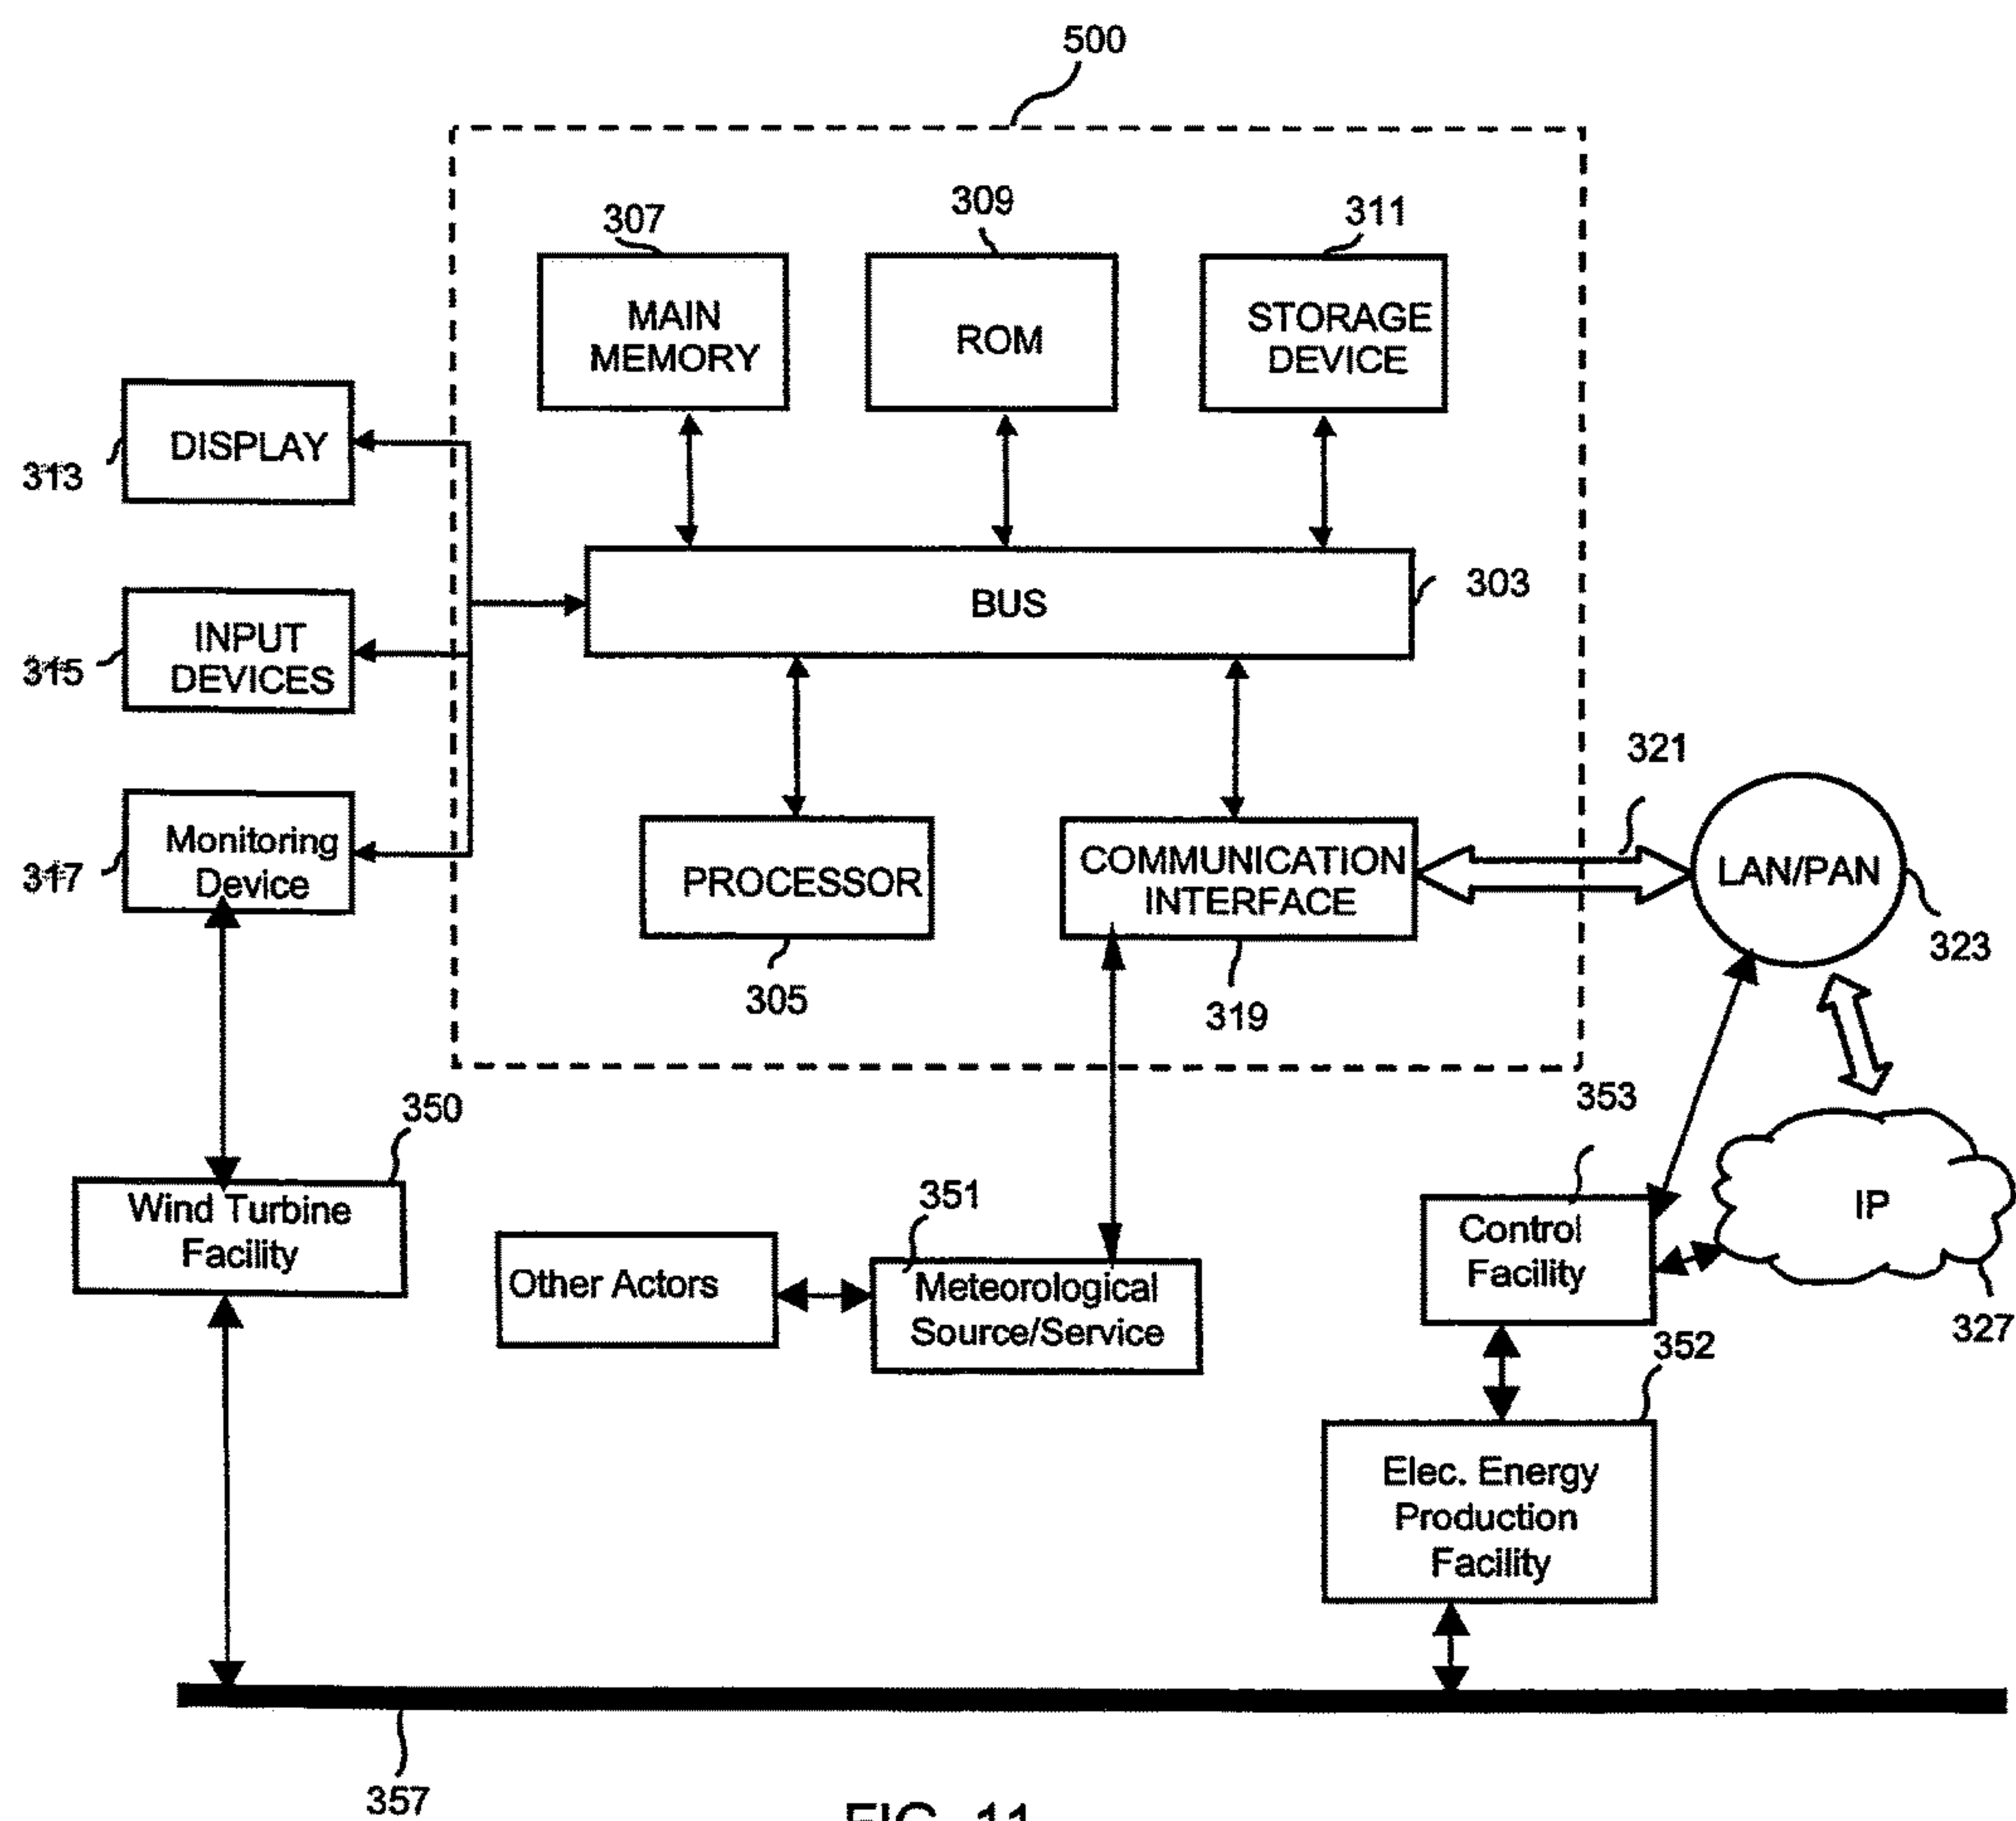 500
307
309
311
MAIN
MEMORY
ROM
STORAGE
DEVICE
DISPLAY
313
BUS
303
INPUT
DEVICES
315
321
Monitoring
Device
317
PROCESSOR
305
COMMUNICATION
INTERFACE
319
LAN/PAN
323
350
Wind Turbine
Facility
Other Actors
351
Meteorological
Source/Service
353
Control
Facility
IP
327
352
Elec. Energy
Production
Facility
357
FIG. 11